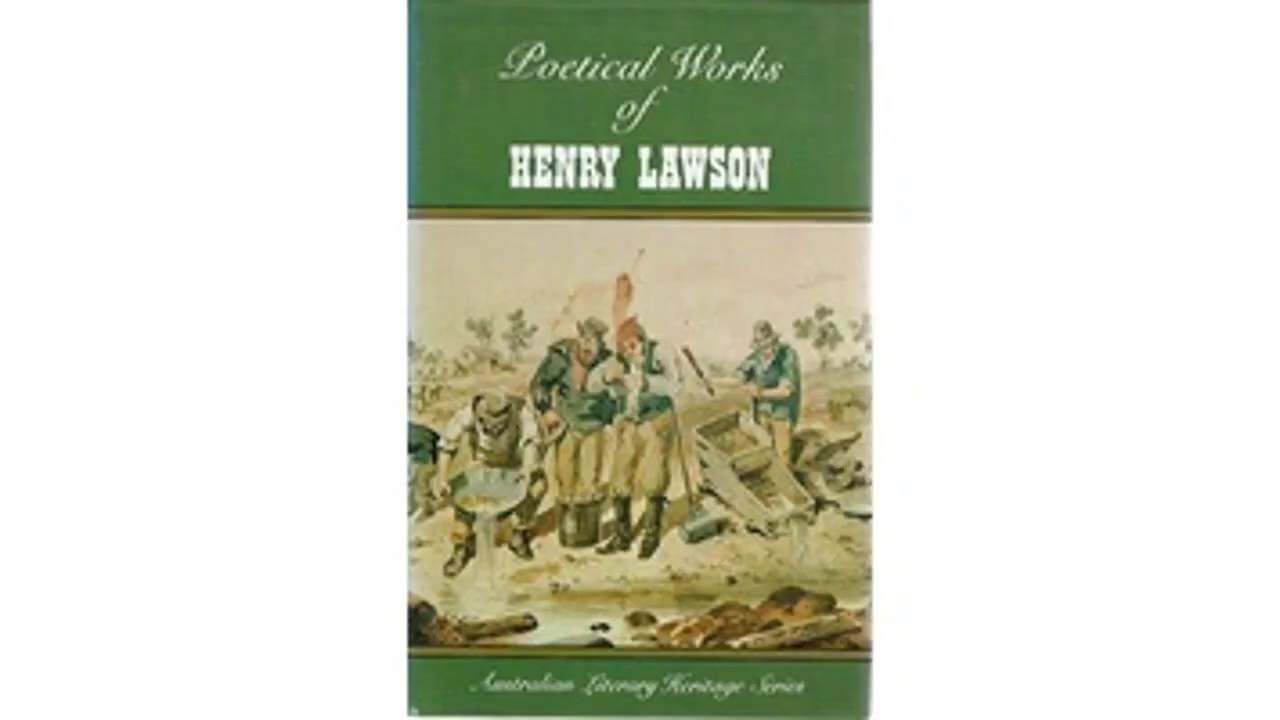 Poetical Works
of
HENRY LAWSON
Australian Literary Heritage Series